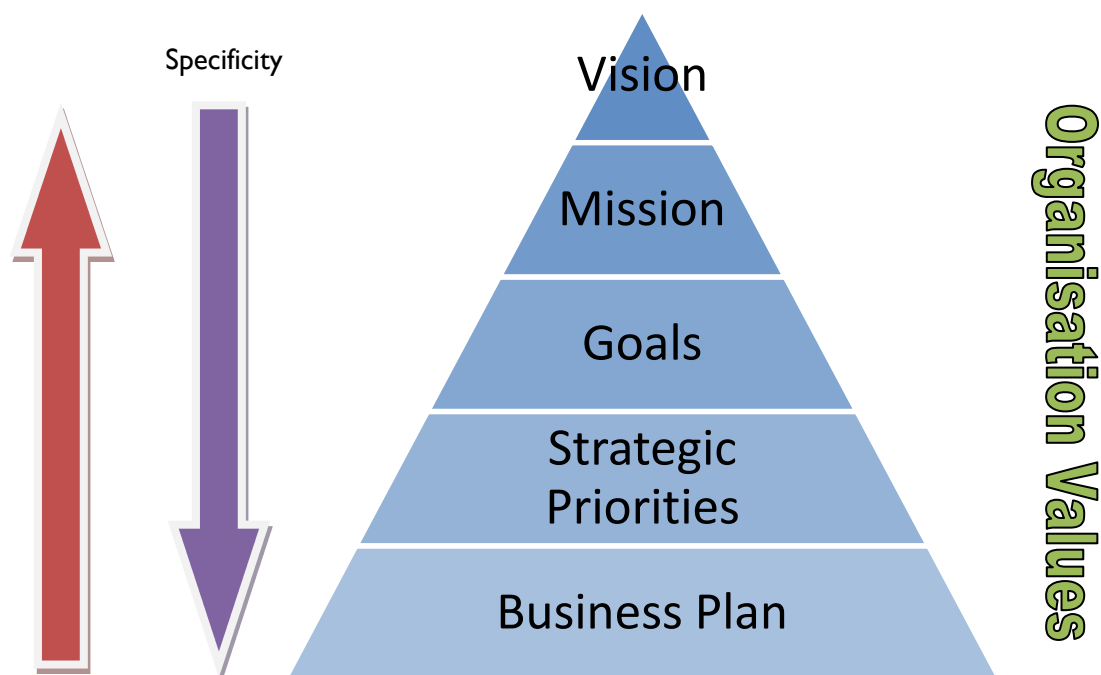 Specificity
Vision
Mission
Goals
Strategic
Priorities
Business Plan
Organisation Values